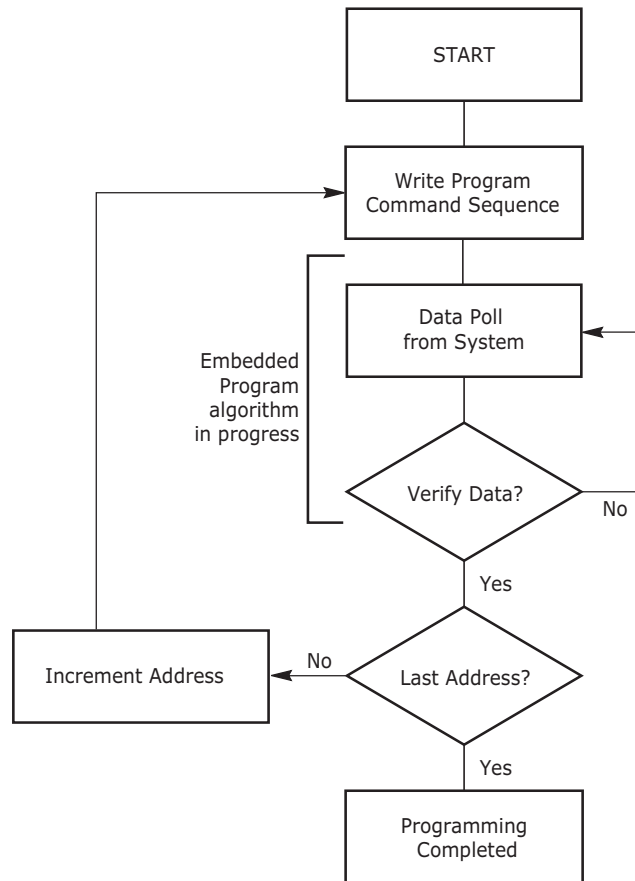 START
Write Program
Command Sequence
Data Poll
from System
Embedded
Program
algorithm
in progress
Verify Data?
No
Yes
Increment Address
No
Last Address?
Yes
Programming
Completed